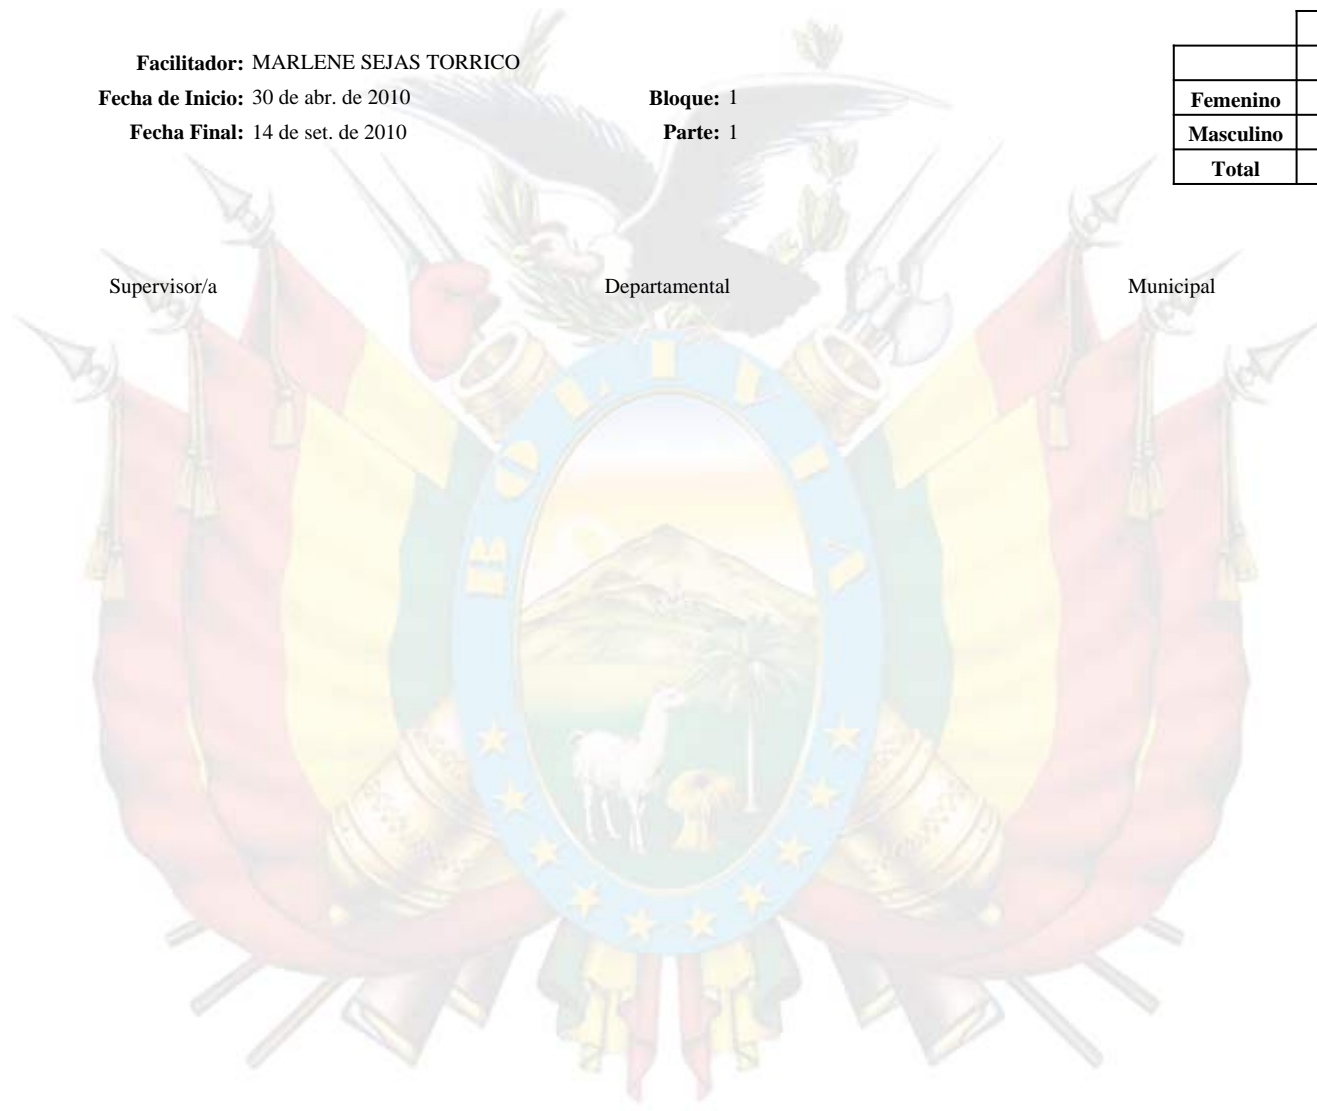 Facilitador: MARLENE SEJAS TORRICO
Fecha de Inicio: 30 de abr. de 2010 Bloque: 1
Fecha Final: 14 de set. de 2010 Parte: 1
Femenino
Masculino
Total
Supervisor/a Departamental Municipal
BOLIVIA